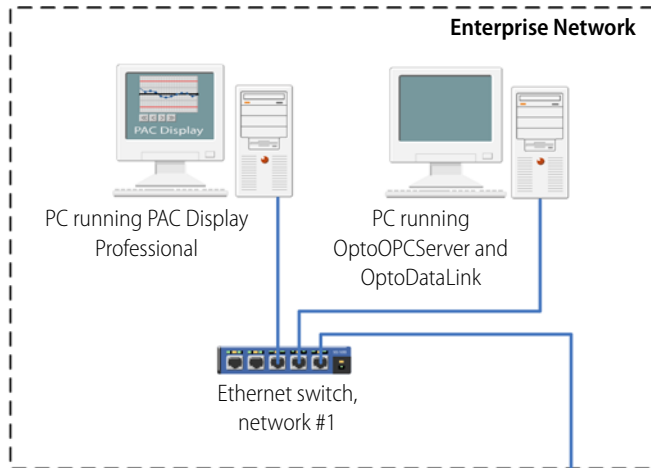 Enterprise Network
PAC Display
PC running PAC Display
Professional
PC running
OptoOPCServer and
OptoDataLink
Ethernet switch,
network #1